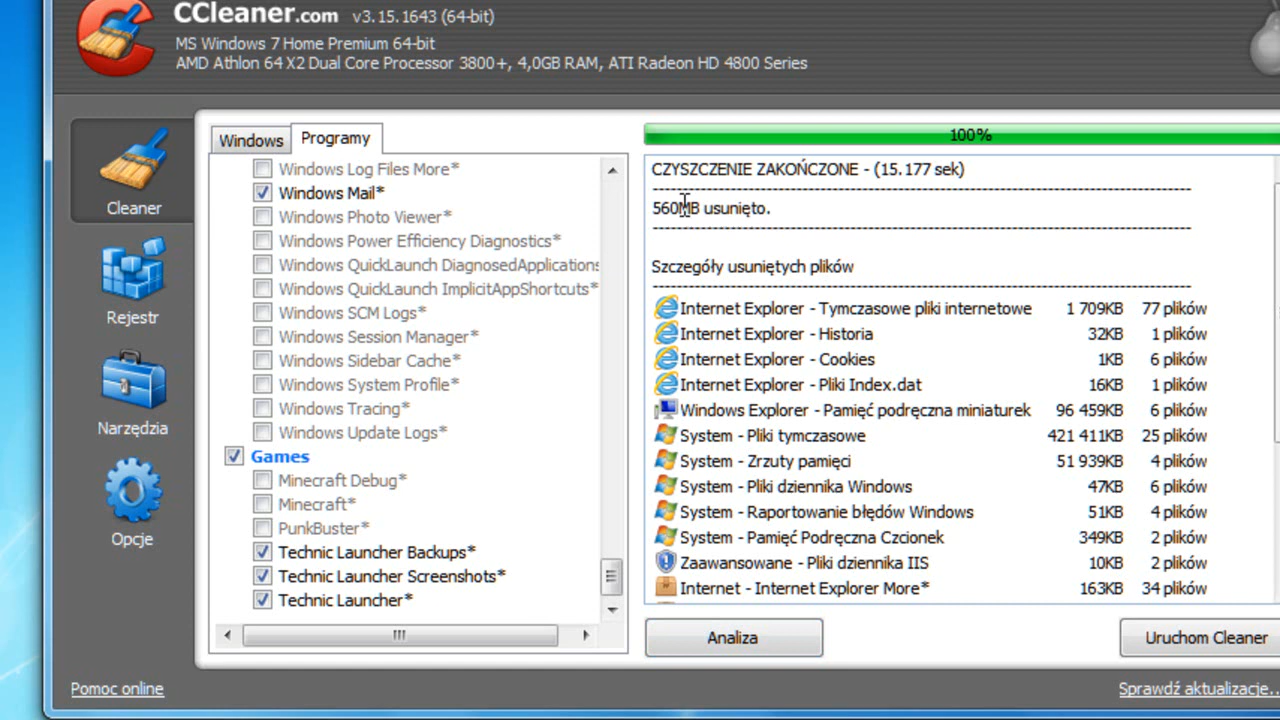 CCleaner.com v3.15.1643 (64-bit)
MS Windows 7 Home Premium 64-bit
AMD Athlon 64 X2 Dual Core Processor 3800+, 4,0GB RAM, ATI Radeon HD 4800 Series
Cleaner
Rejestr
Narzędzia
Opcje
Windows
Programy
Windows Log Files More*
Windows Mail*
Windows Photo Viewer*
Windows Power Efficiency Diagnostics*
Windows QuickLaunch DiagnosedApplications
Windows QuickLaunch ImplicitAppShortcuts*
Windows SCM Logs*
Windows Session Manager*
Windows Sidebar Cache*
Windows System Profile*
Windows Tracing*
Windows Update Logs*
Games
Minecraft Debug*
Minecraft*
PunkBuster*
Technic Launcher Backups*
Technic Launcher Screenshots*
Technic Launcher*
100%
CZYSZCZENIE ZAKOŃCZONE - (15.177 sek)
560MB usunięto.
Szczegóły usuniętych plików
Internet Explorer - Tymczasowe pliki internetowe 1 709KB 77 plików
Internet Explorer - Historia 32KB 1 plików
Internet Explorer - Cookies 1KB 6 plików
Internet Explorer - Pliki Index.dat 16KB 1 plików
Windows Explorer - Pamięć podręczna miniaturek 96 459KB 6 plików
System - Pliki tymczasowe 421 411KB 25 plików
System - Zrzuty pamięci 51 939KB 4 plików
System - Pliki dziennika Windows 47KB 6 plików
System - Raportowanie błędów Windows 51KB 4 plików
System - Pamięć Podręczna Czcionek 349KB 2 plików
Zaawansowane - Pliki dziennika IIS 10KB 2 plików
Internet - Internet Explorer More* 163KB 34 plików
Analiza
Uruchom Cleaner
Pomoc online
Sprawdź aktualizacje..